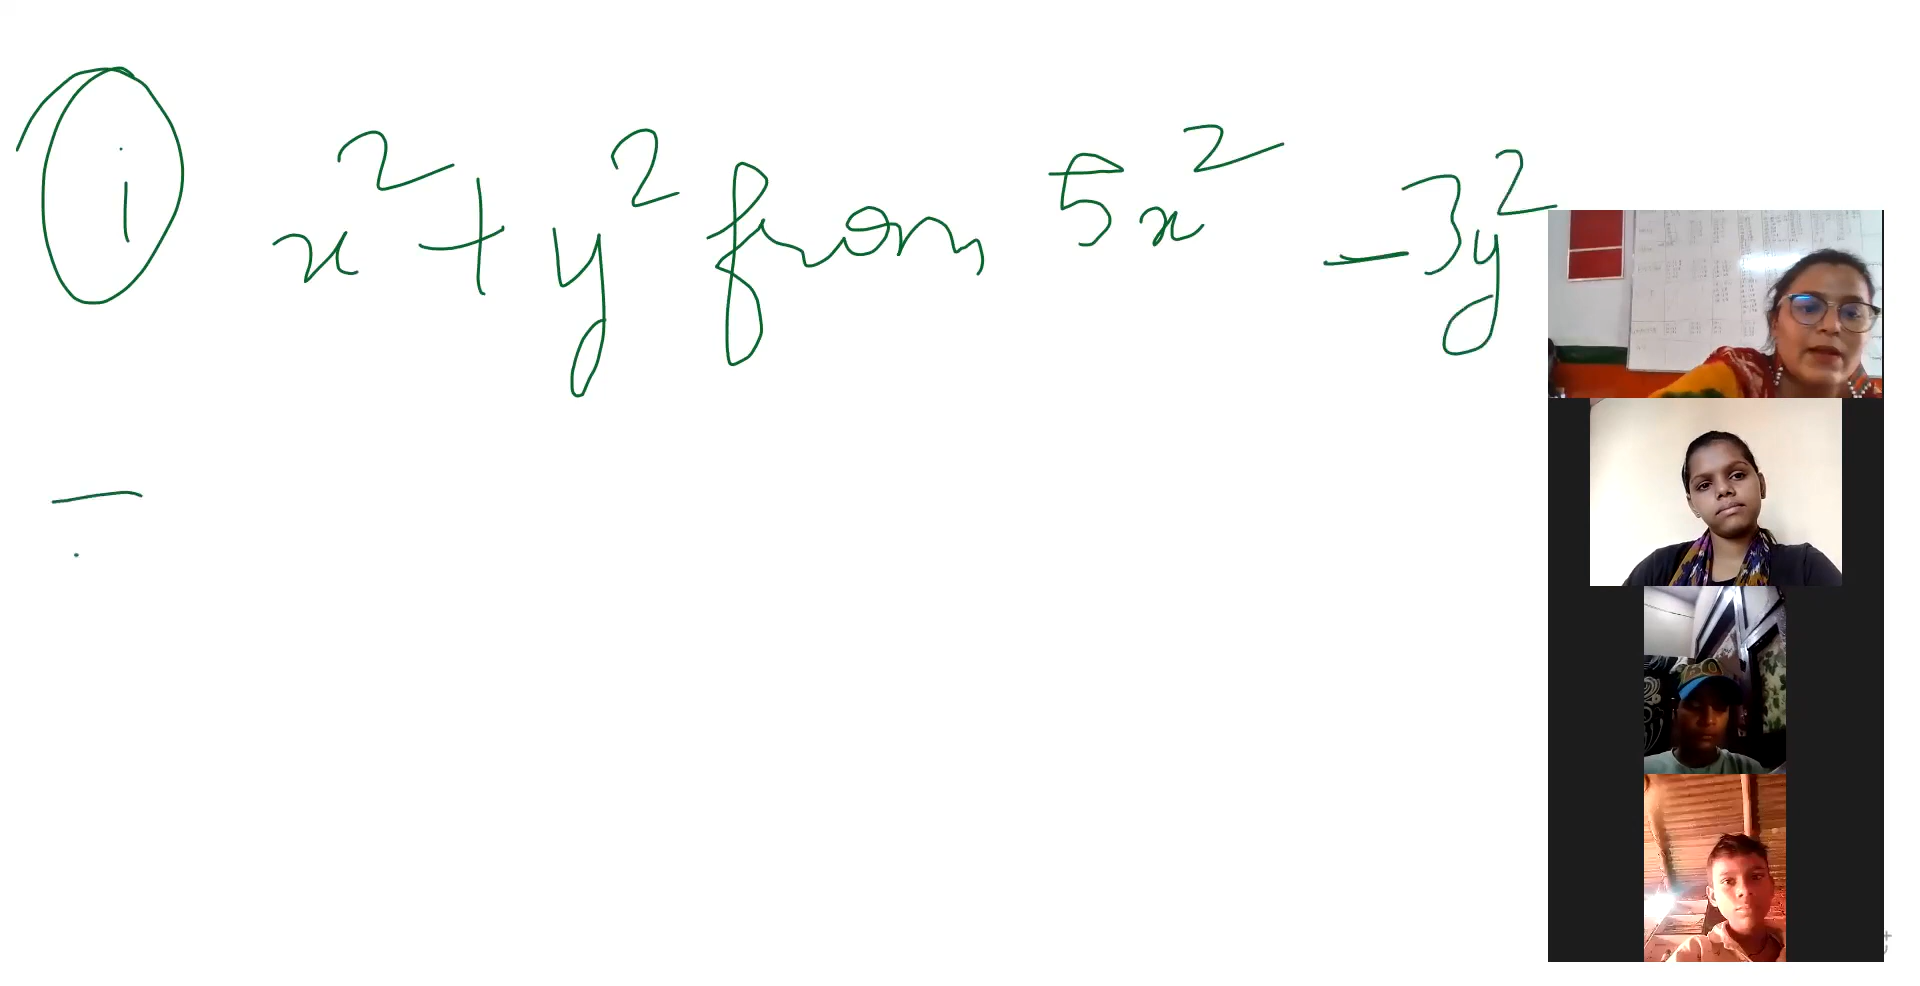 i x² + y² from 5x² - 3y²